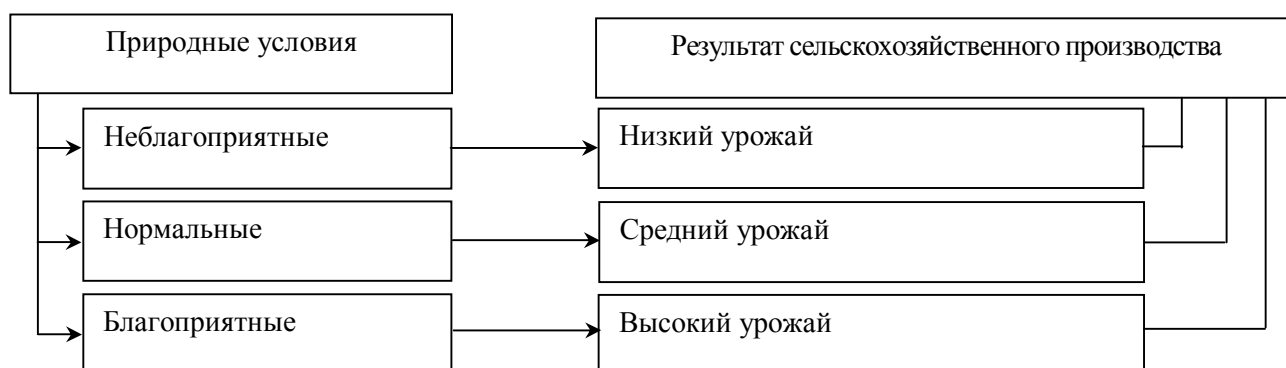 Природные условия
Результат сельскохозяйственного производства
Неблагоприятные
Низкий урожай
Нормальные
Средний урожай
Благоприятные
Высокий урожай